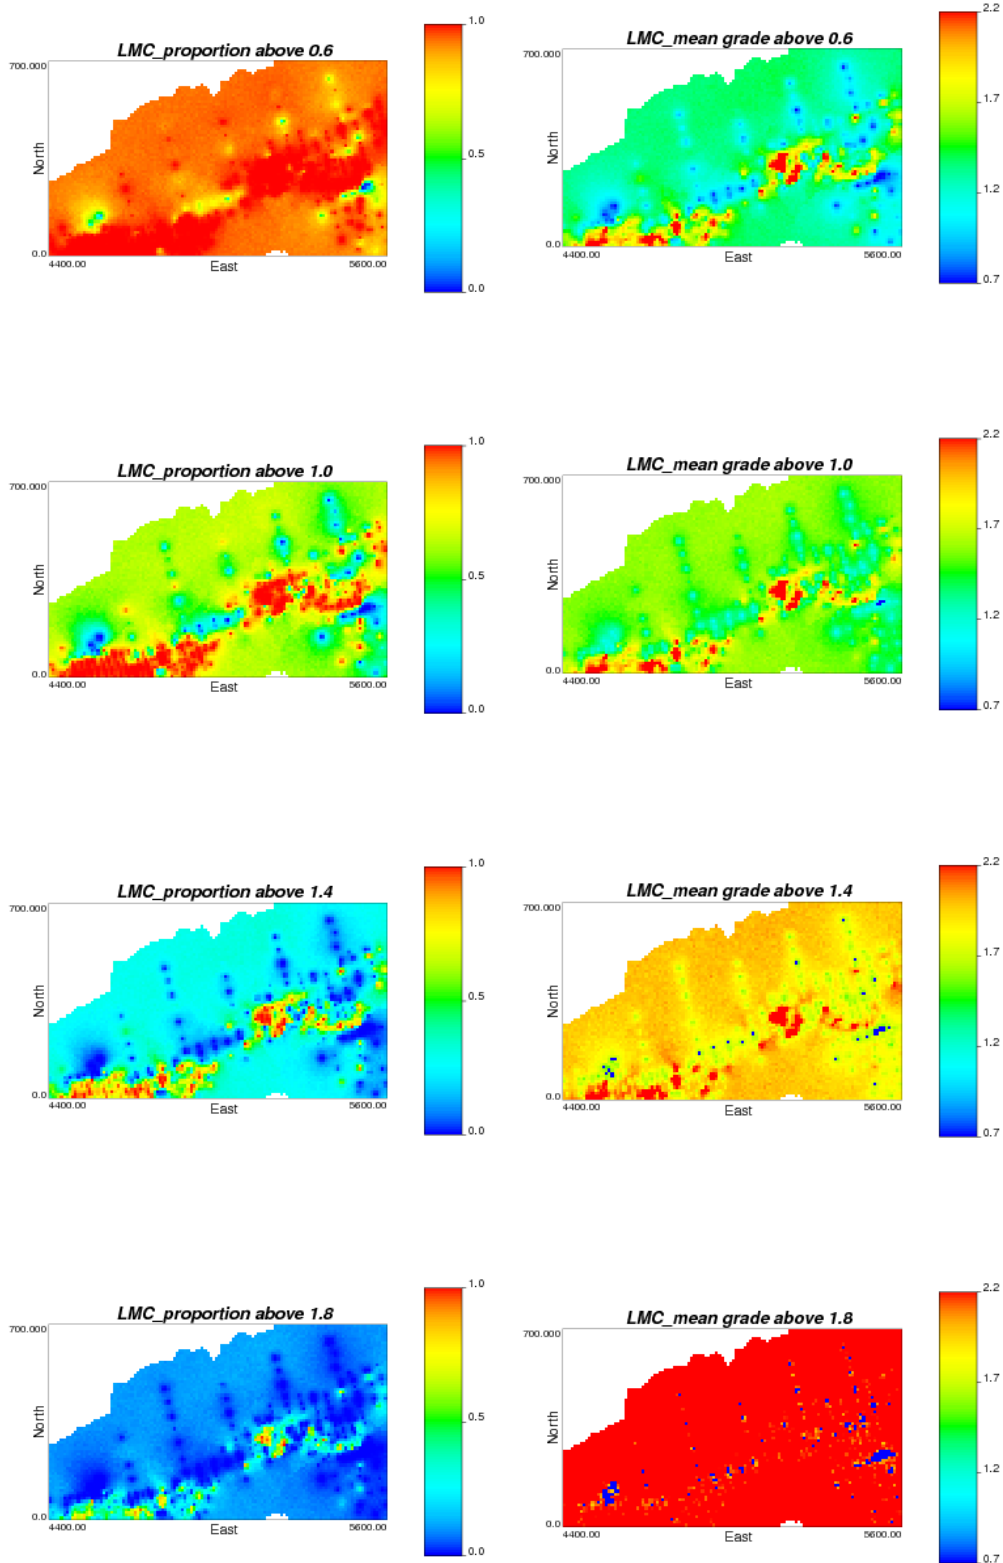 LMC_proportion above 0.6
700.000
North
0.0
4400.00
East
5600.00
1.0
0.5
0.0
LMC_mean grade above 0.6
700.000
North
0.0
4400.00
East
5600.00
2.2
1.7
1.2
0.7
LMC_proportion above 1.0
700.000
North
0.0
4400.00
East
5600.00
1.0
0.5
0.0
LMC_mean grade above 1.0
700.000
North
0.0
4400.00
East
5600.00
2.2
1.7
1.2
0.7
LMC_proportion above 1.4
700.000
North
0.0
4400.00
East
5600.00
1.0
0.5
0.0
LMC_mean grade above 1.4
700.000
North
0.0
4400.00
East
5600.00
2.2
1.7
1.2
0.7
LMC_proportion above 1.8
700.000
North
0.0
4400.00
East
5600.00
1.0
0.5
0.0
LMC_mean grade above 1.8
700.000
North
0.0
4400.00
East
5600.00
2.2
1.7
1.2
0.7